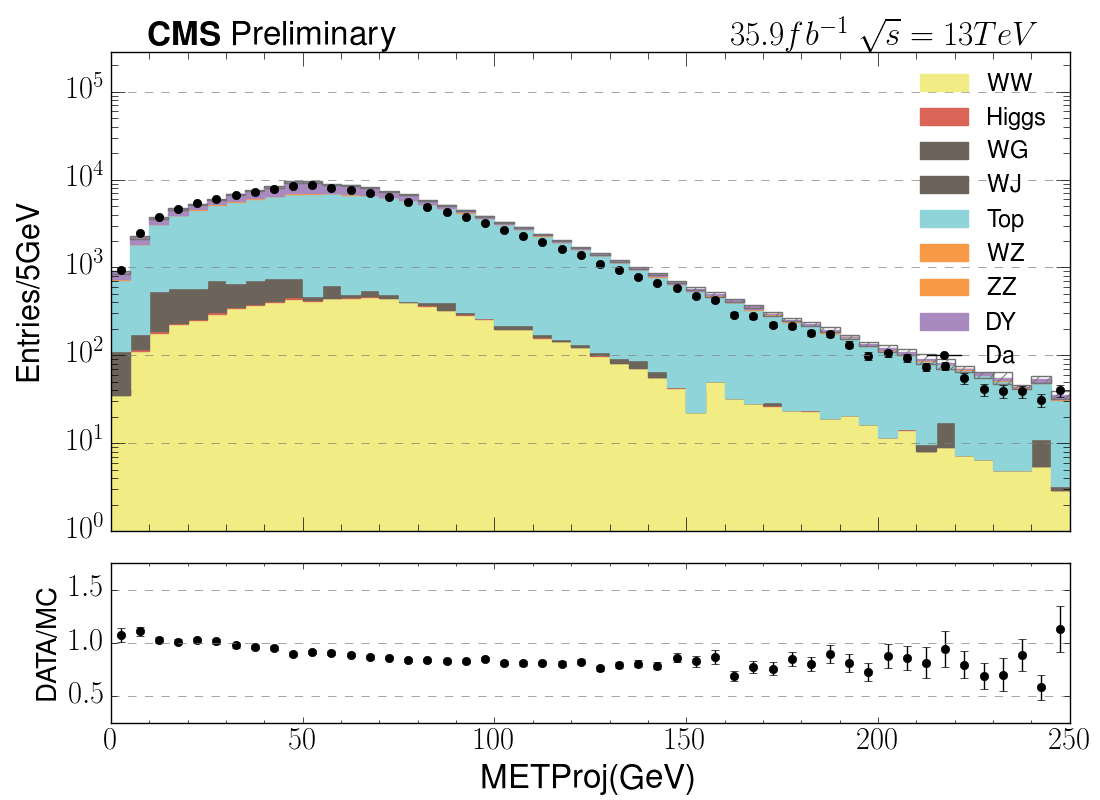 CMS Preliminary 35.9fb⁻¹ √s = 13TeV
10⁵
10⁴
10³
10²
10¹
10⁰
Entries/5GeV
WW
Higgs
WG
WJ
Top
WZ
ZZ
DY
Da
1.5
1.0
0.5
DATA/MC
0 50 100 150 200 250
METProj(GeV)